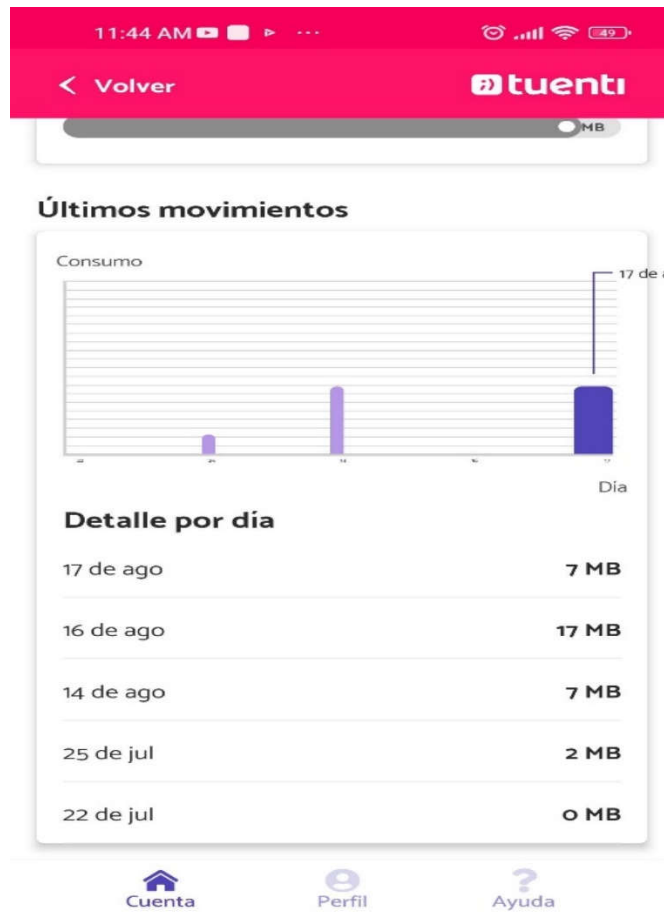 11:44 AM ... 49
< Volver tuenti
MB
Últimos movimientos
Consumo
17 de a
Día
Detalle por día
17 de ago 7 MB
16 de ago 17 MB
14 de ago 7 MB
25 de jul 2 MB
22 de jul 0 MB
Cuenta Perfil Ayuda